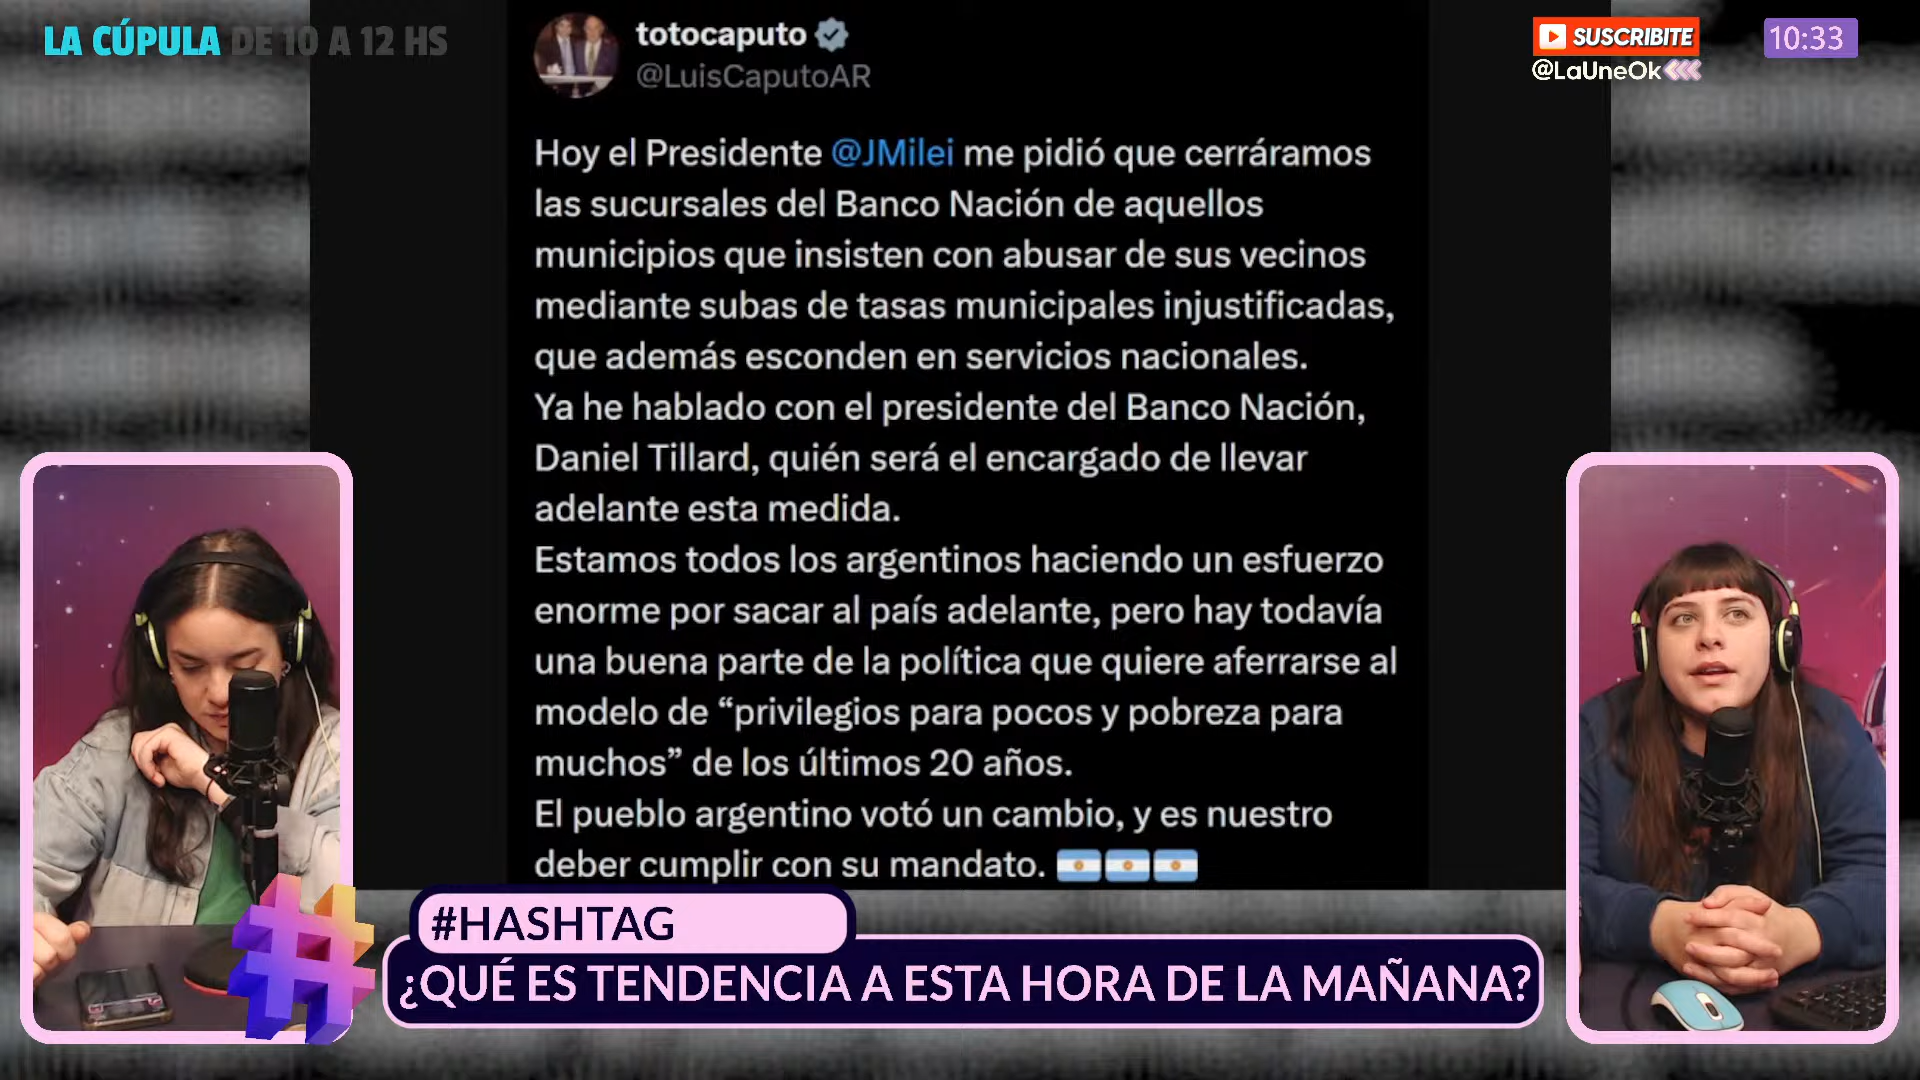 LA CÚPULA DE 10 A 12 HS
SUSCRIBITE
@LaUneOk
10:33
totocaputo
@LuisCaputoAR
Hoy el Presidente @JMilei me pidió que cerráramos
las sucursales del Banco Nación de aquellos
municipios que insisten con abusar de sus vecinos
mediante subas de tasas municipales injustificadas,
que además esconden en servicios nacionales.
Ya he hablado con el presidente del Banco Nación,
Daniel Tillard, quién será el encargado de llevar
adelante esta medida.
Estamos todos los argentinos haciendo un esfuerzo
enorme por sacar al país adelante, pero hay todavía
una buena parte de la política que quiere aferrarse al
modelo de “privilegios para pocos y pobreza para
muchos” de los últimos 20 años.
El pueblo argentino votó un cambio, y es nuestro
deber cumplir con su mandato.
#HASHTAG
¿QUÉ ES TENDENCIA A ESTA HORA DE LA MAÑANA?